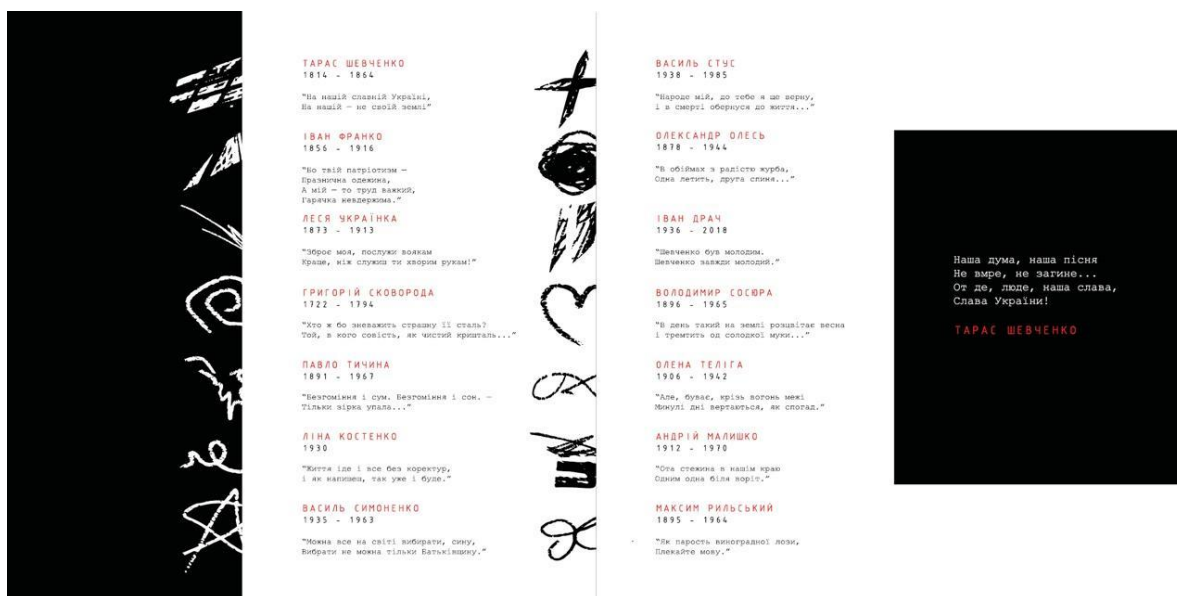 ТАРАС ШЕВЧЕНКО
1814 - 1864
"На нашій славній Україні,
На нашій — не своїй землі"
ІВАН ФРАНКО
1856 - 1916
"Бо твій патріотизм —
Празнична одежина,
А мій — то труд важкий,
Гарячка невдержима."
ЛЕСЯ УКРАЇНКА
1873 - 1913
"Зброє моя, послужи воякам
Краще, ніж служиш ти хворим рукам!"
ГРИГОРІЙ СКОВОРОДА
1722 - 1794
"Хто ж бо зневажить страшну її сталь?
Той, в кого совість, як чистий кришталь..."
ПАВЛО ТИЧИНА
1891 - 1967
"Безгоміння і сум. Безгоміння і сон. —
Тільки зірка упала..."
ЛІНА КОСТЕНКО
1930
"Життя іде і все без коректур,
і як напишеш, так уже і буде."
ВАСИЛЬ СИМОНЕНКО
1935 - 1963
"Можна все на світі вибирати, сину,
Вибрати не можна тільки Батьківщину."
ВАСИЛЬ СТУС
1938 - 1985
"Народе мій, до тебе я ще верну,
і в смерті обернуся до життя..."
ОЛЕКСАНДР ОЛЕСЬ
1878 - 1944
"В обіймах з радістю журба,
Одна летить, друга спиня..."
ІВАН ДРАЧ
1936 - 2018
"Шевченко був молодим.
Шевченко завжди молодий."
ВОЛОДИМИР СОСЮРА
1896 - 1965
"В день такий на землі розцвітає весна
і тремтить од солодкої муки..."
ОЛЕНА ТЕЛІГА
1906 - 1942
"Але, буває, крізь вогонь межі
Минулі дні вертаються, як спогад."
АНДРІЙ МАЛИШКО
1912 - 1970
"Ота стежина в нашім краю
Одним одна біля воріт."
МАКСИМ РИЛЬСЬКИЙ
1895 - 1964
"Як парость виноградної лози,
Плекайте мову."
Наша дума, наша пісня
Не вмре, не загине...
От де, люде, наша слава,
Слава України!
ТАРАС ШЕВЧЕНКО